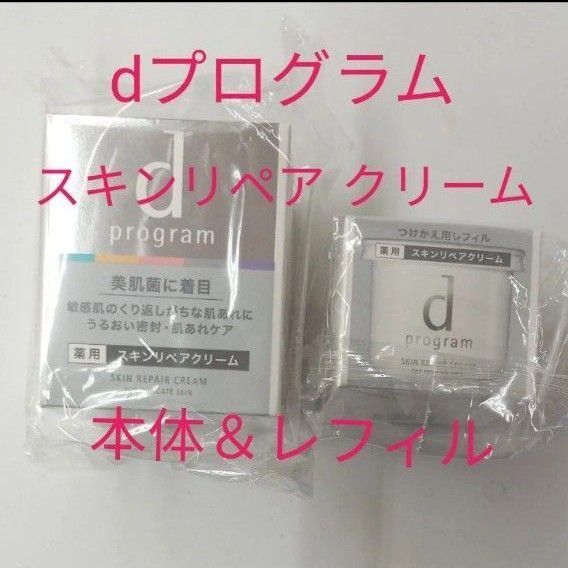 dプログラム
スキンリペア クリーム
d
program
美肌菌に着目
敏感肌のくり返しがちな肌あれに
うるおい密封・肌あれケア
薬用 スキンリペアクリーム
SKIN REPAIR CREAM
つけかえ用レフィル
薬用 スキンリペアクリーム
d
program
SKIN REPAIR CREAM
本体＆レフィル